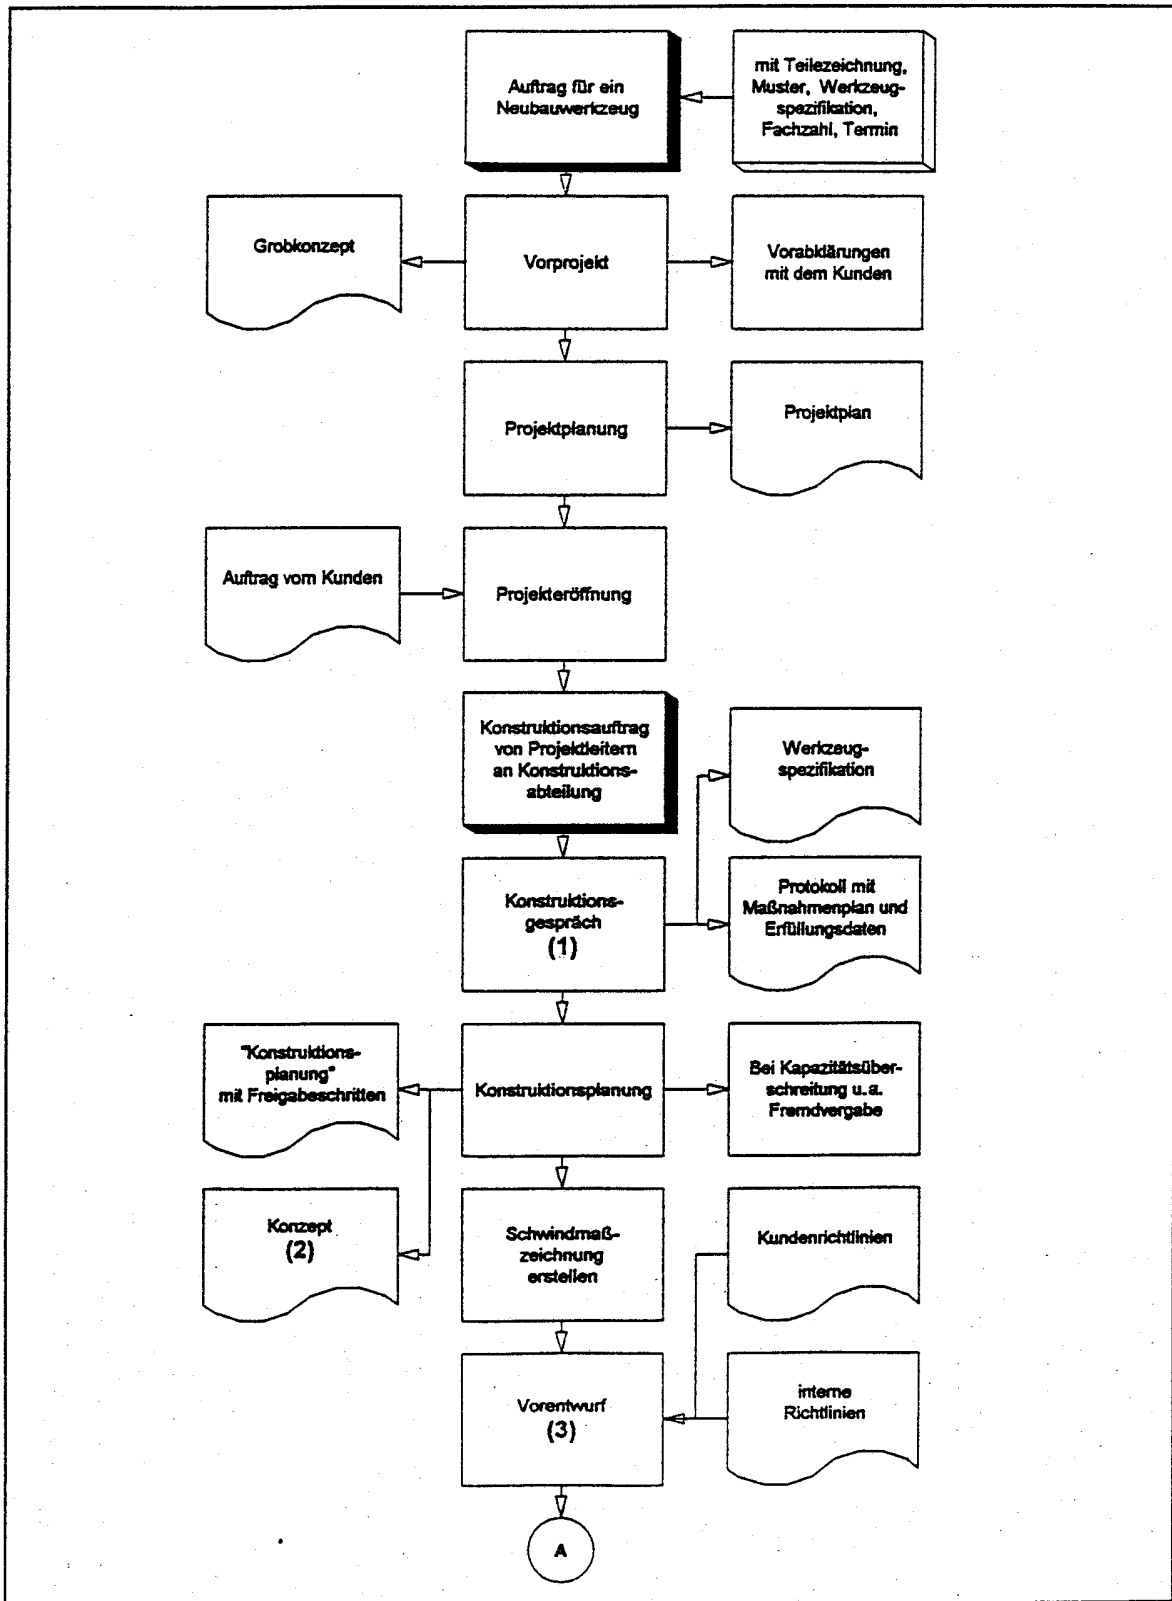 Auftrag für ein
Neubauwerkzeug
mit Teilezeichnung,
Muster, Werkzeug-
spezifikation,
Fachzahl, Termin
Grobkonzept
Vorprojekt
Vorabklärungen
mit dem Kunden
Projektplanung
Projektplan
Auftrag vom Kunden
Projekteröffnung
Konstruktionsauftrag
von Projektleitern
an Konstruktions-
abteilung
Werkzeug-
spezifikation
Konstruktions-
gespräch
(1)
Protokoll mit
Maßnahmenplan und
Erfüllungsdaten
"Konstruktions-
planung"
mit Freigabeschritten
Konstruktionsplanung
Bei Kapazitätsüber-
schreitung u.a.
Fremdvergabe
Konzept
(2)
Schwindmaß-
zeichnung
erstellen
Kundenrichtlinien
Vorentwurf
(3)
interne
Richtlinien
A